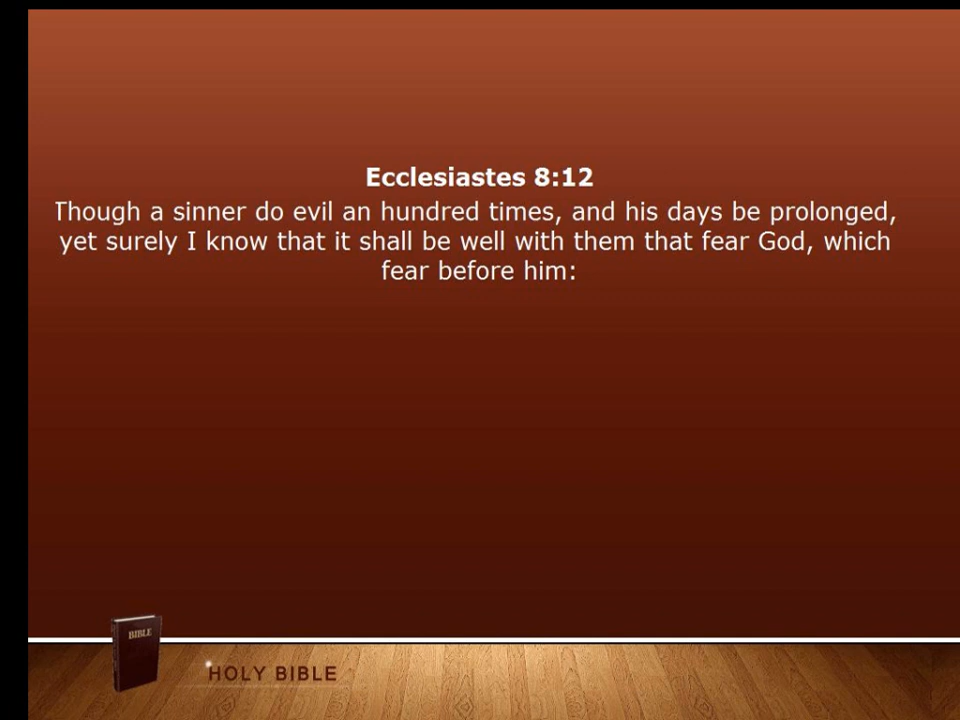 Ecclesiastes 8:12
Though a sinner do evil an hundred times, and his days be prolonged,
yet surely I know that it shall be well with them that fear God, which
fear before him:
BIBLE
HOLY BIBLE